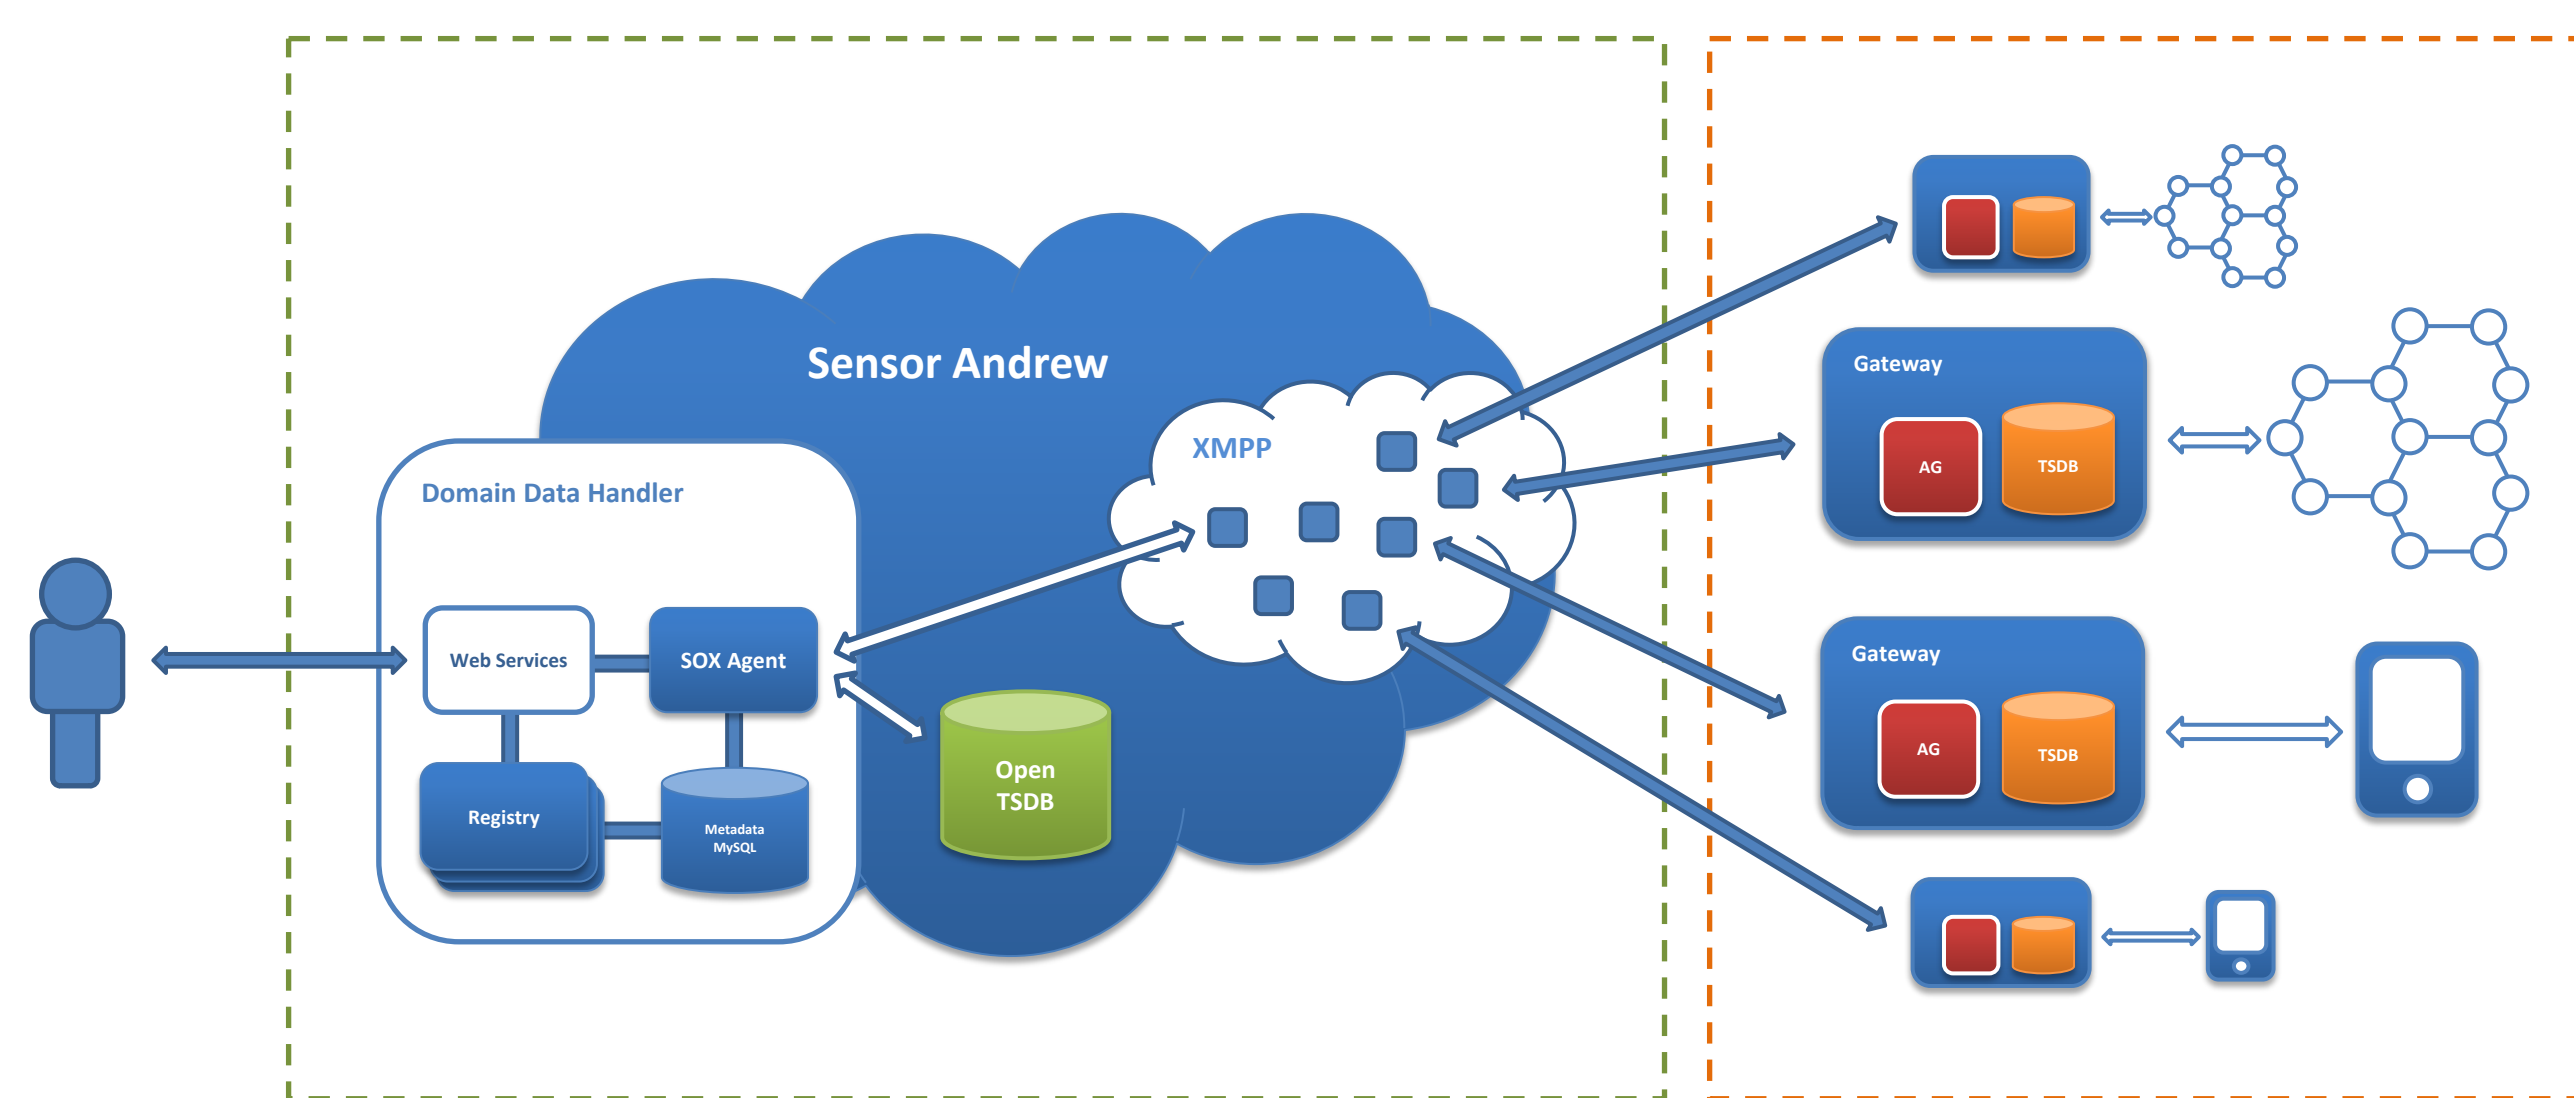 Sensor Andrew
XMPP
Domain Data Handler
Web Services
SOX Agent
Registry
Metadada
MySQL
Open
TSDB
Gateway
AG
TSDB
Gateway
AG
TSDB